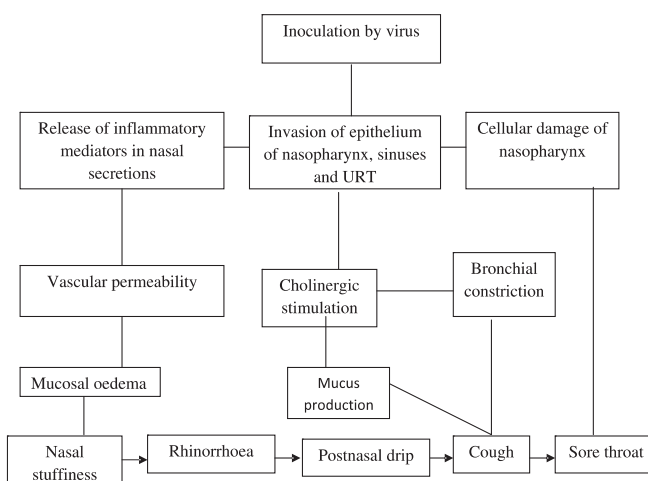 Inoculation by virus
Release of inflammatory
mediators in nasal
secretions
Invasion of epithelium
of nasopharynx, sinuses
and URT
Cellular damage of
nasopharynx
Vascular permeability
Cholinergic
stimulation
Bronchial
constriction
Mucosal oedema
Mucus
production
Nasal
stuffiness
Rhinorrhoea
Postnasal drip
Cough
Sore throat